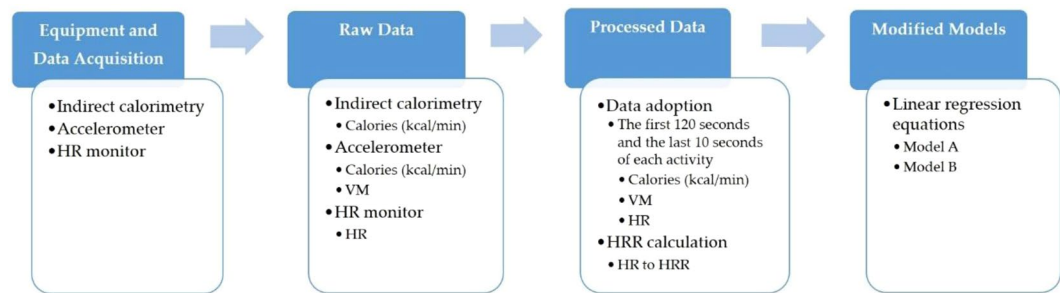 Equipment and
Data Acquisition
•Indirect calorimetry
•Accelerometer
•HR monitor
Raw Data
•Indirect calorimetry
•Calories (kcal/min)
•Accelerometer
•Calories (kcal/min)
•VM
•HR monitor
•HR
Processed Data
•Data adoption
•The first 120 seconds
and the last 10 seconds
of each activity
•Calories (kcal/min)
•VM
•HR
•HRR calculation
•HR to HRR
Modified Models
•Linear regression
equations
•Model A
•Model B